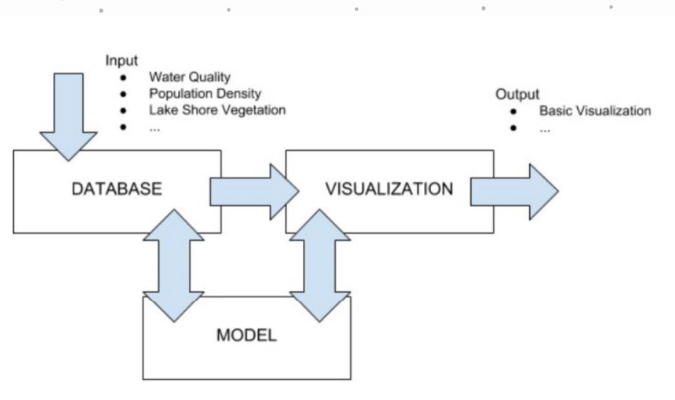 Input
● Water Quality
● Population Density
● Lake Shore Vegetation
● ...
Output
● Basic Visualization
● ...
DATABASE
VISUALIZATION
MODEL